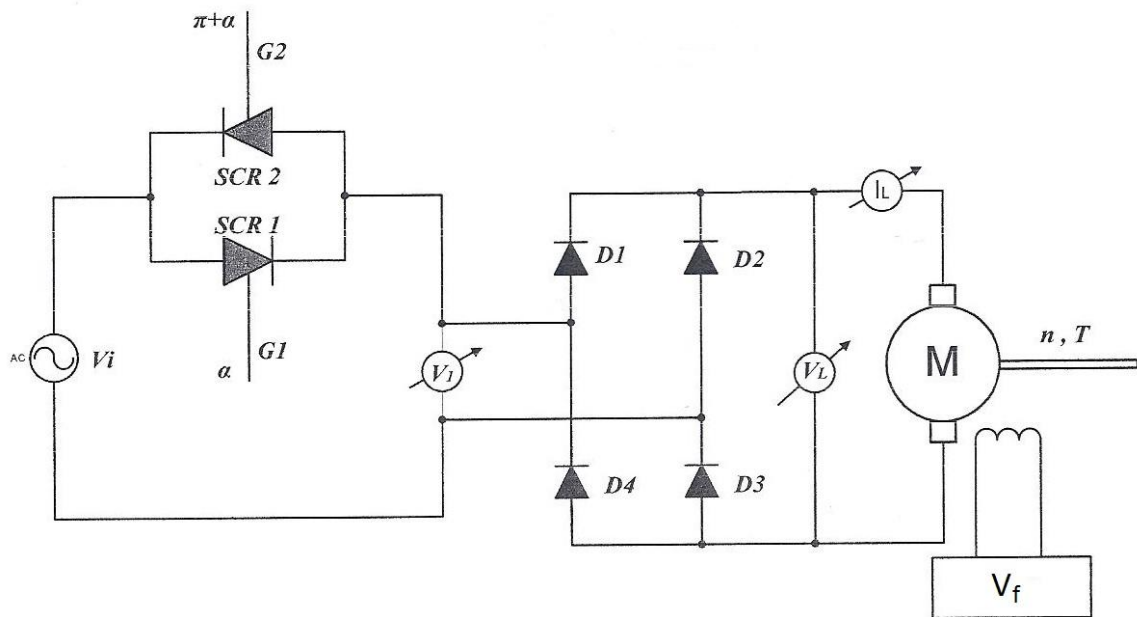 π+α
G2
SCR 2
SCR 1
G1
α
AC
Vi
V1
D1
D2
D4
D3
IL
VL
M
n , T
Vf